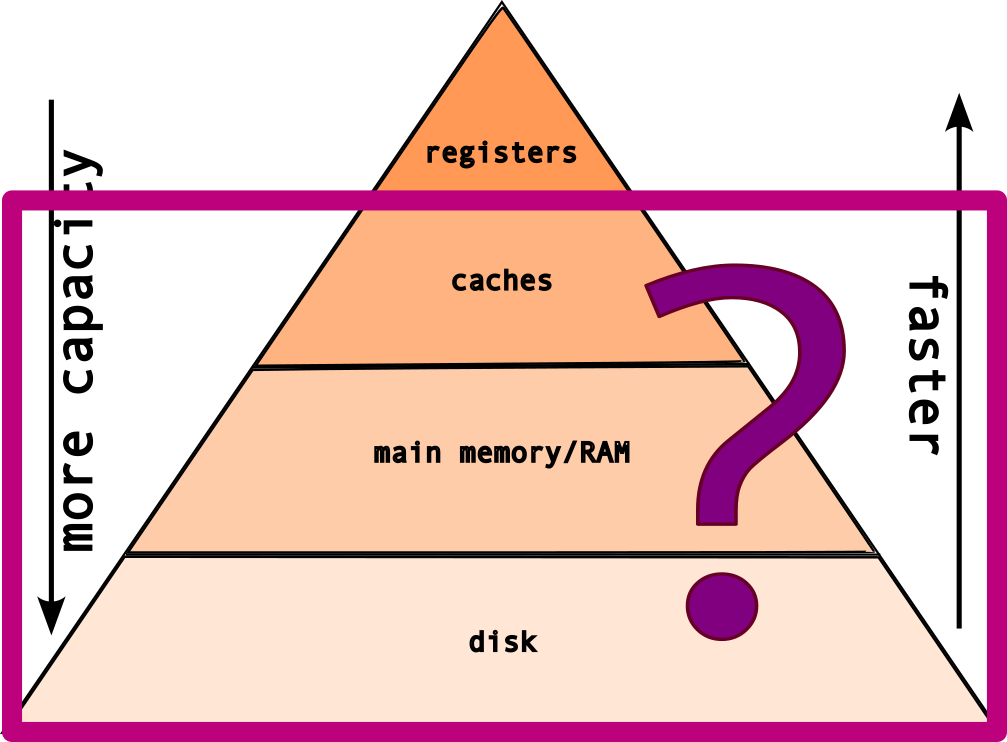 registers
caches
main memory/RAM
disk
more capacity
faster
?